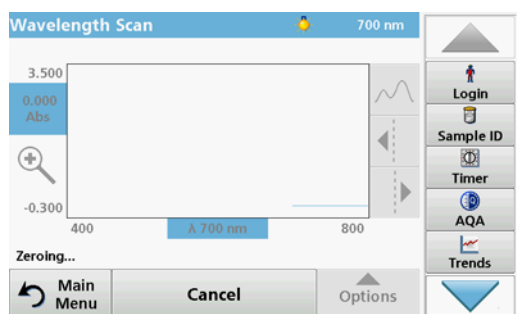 Wavelength Scan 700 nm
3.500
0.000
Abs
-0.300
400 λ 700 nm 800
Zeroing...
Main
Menu
Cancel
Options
Login
Sample ID
Timer
AQA
Trends